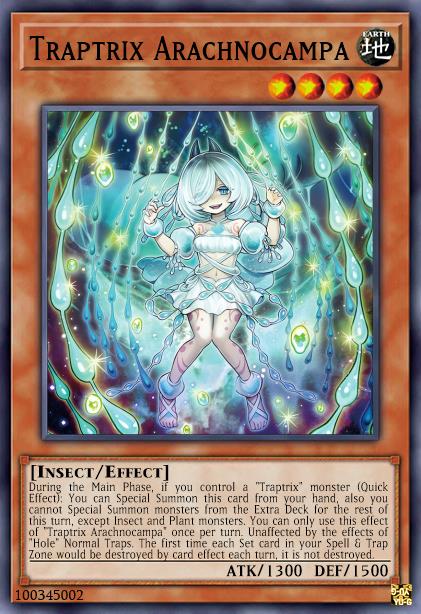 Traptrix Arachnocampa
EARTH
地
[Insect/Effect]
During the Main Phase, if you control a "Traptrix" monster (Quick
Effect): You can Special Summon this card from your hand, also you
cannot Special Summon monsters from the Extra Deck for the rest of
this turn, except Insect and Plant monsters. You can only use this effect
of "Traptrix Arachnocampa" once per turn. Unaffected by the effects of
"Hole" Normal Traps. The first time each Set card in your Spell & Trap
Zone would be destroyed by card effect each turn, it is not destroyed.
ATK/1300 DEF/1500
100345002